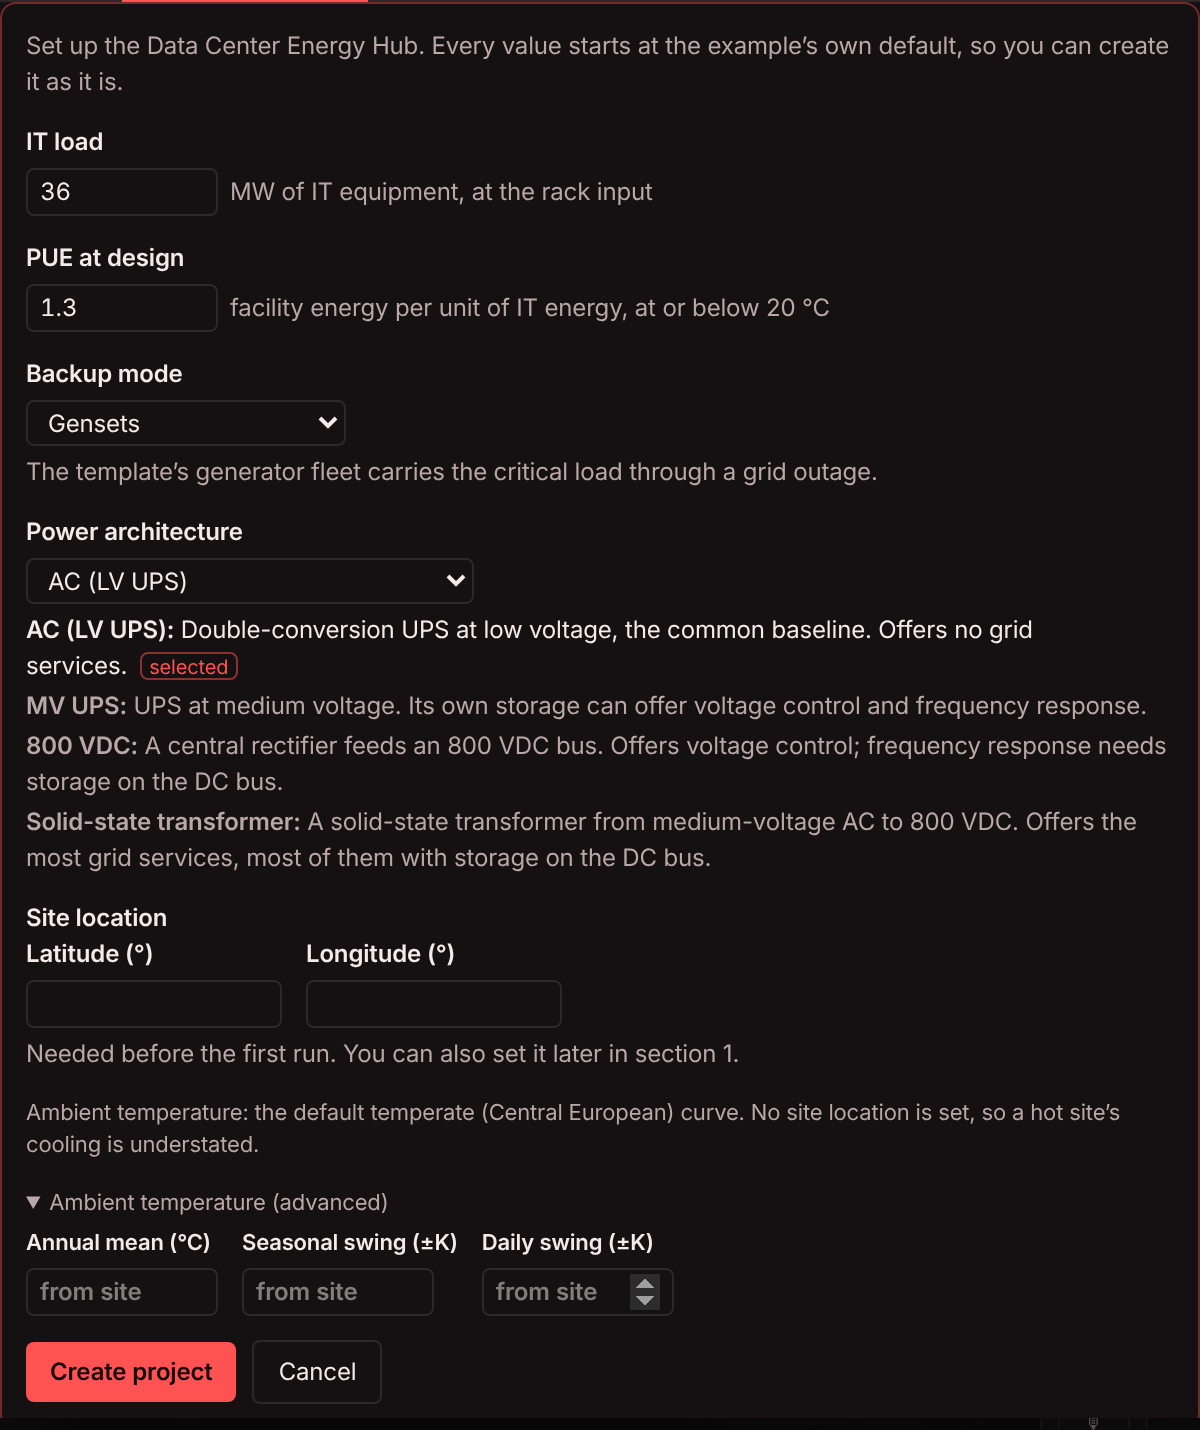 Set up the Data Center Energy Hub. Every value starts at the example’s own default, so you can create
it as it is.
IT load
36 MW of IT equipment, at the rack input
PUE at design
1.3 facility energy per unit of IT energy, at or below 20 °C
Backup mode
Gensets
The template’s generator fleet carries the critical load through a grid outage.
Power architecture
AC (LV UPS)
AC (LV UPS): Double-conversion UPS at low voltage, the common baseline. Offers no grid
services. selected
MV UPS: UPS at medium voltage. Its own storage can offer voltage control and frequency response.
800 VDC: A central rectifier feeds an 800 VDC bus. Offers voltage control; frequency response needs
storage on the DC bus.
Solid-state transformer: A solid-state transformer from medium-voltage AC to 800 VDC. Offers the
most grid services, most of them with storage on the DC bus.
Site location
Latitude (°) Longitude (°)
Needed before the first run. You can also set it later in section 1.
Ambient temperature: the default temperate (Central European) curve. No site location is set, so a hot site’s
cooling is understated.
▼ Ambient temperature (advanced)
Annual mean (°C) Seasonal swing (±K) Daily swing (±K)
from site from site from site
Create project Cancel